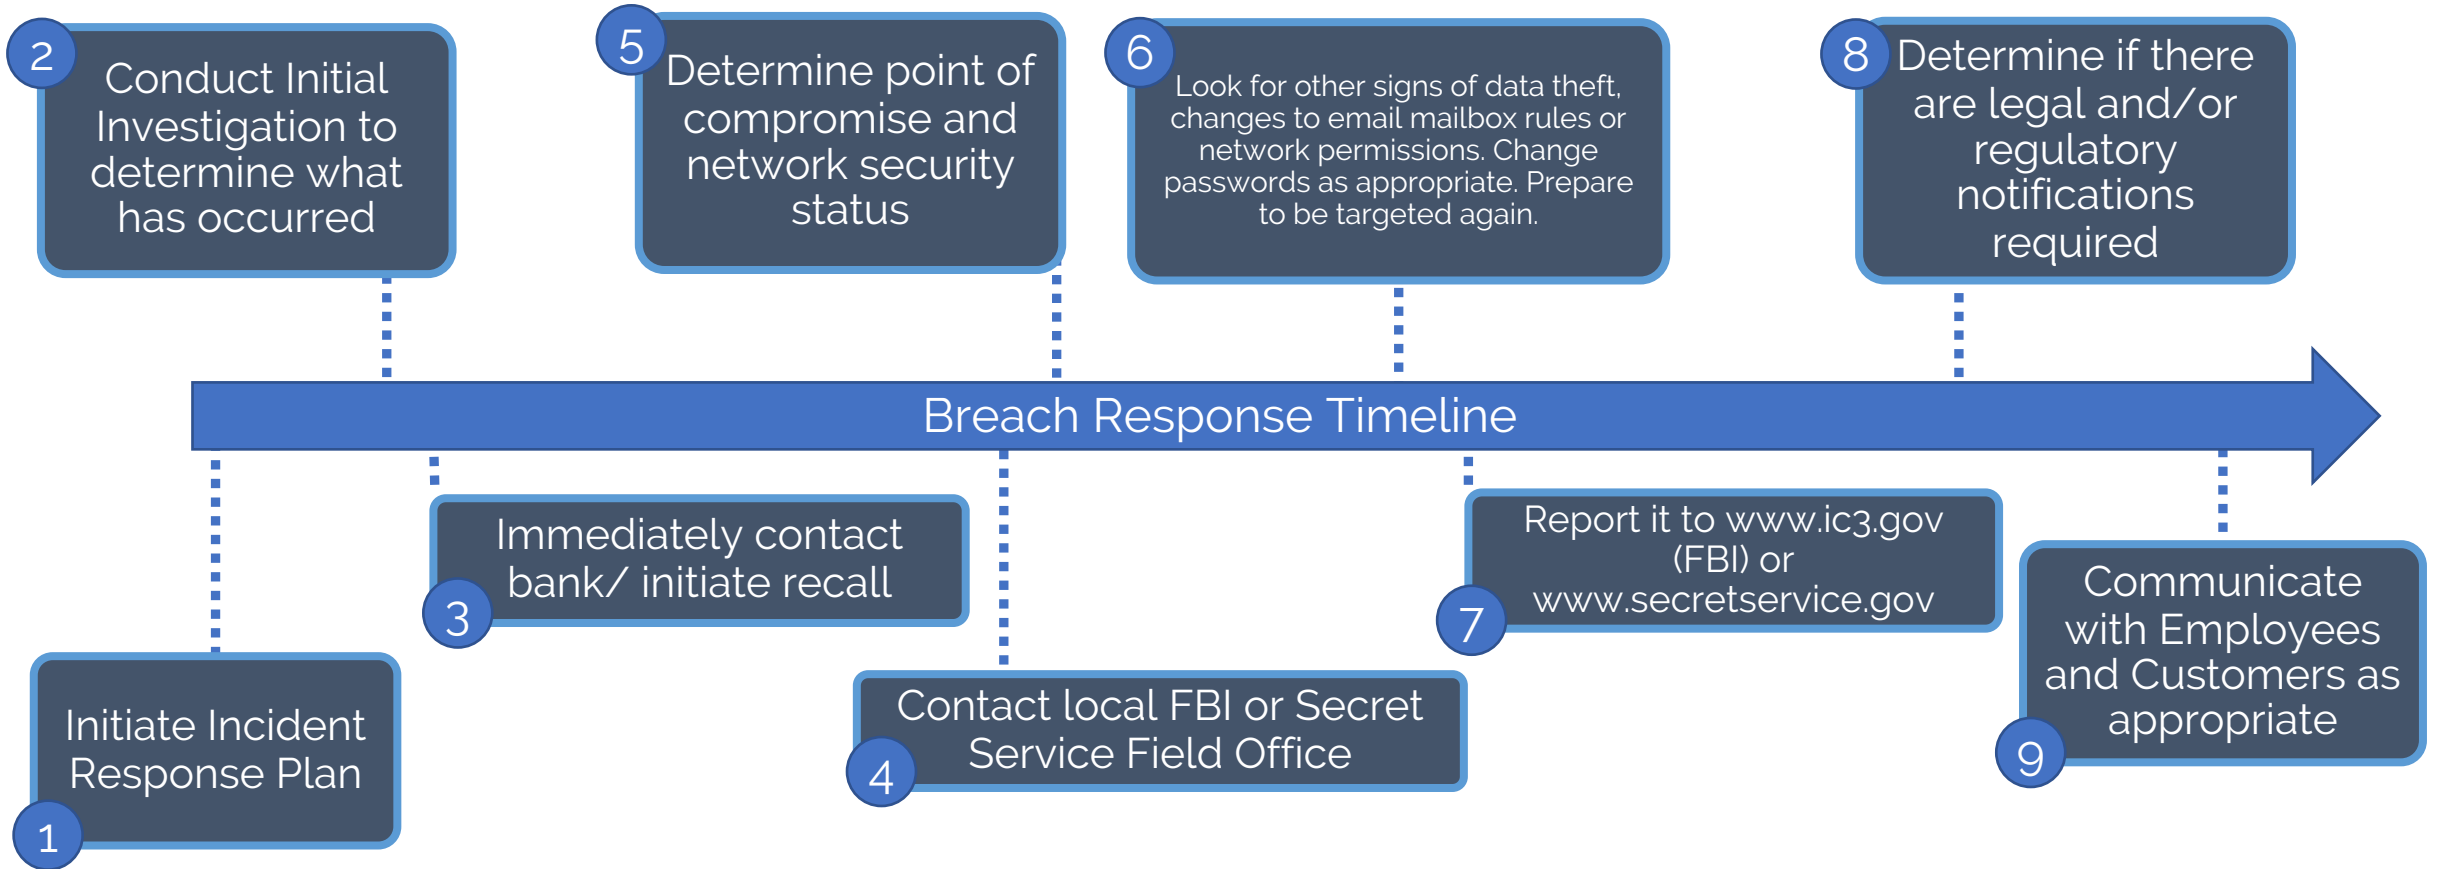 2
Conduct Initial
Investigation to
determine what
has occurred
5
Determine point of
compromise and
network security
status
6
Look for other signs of data theft,
changes to email mailbox rules or
network permissions. Change
passwords as appropriate. Prepare
to be targeted again.
8
Determine if there
are legal and/or
regulatory
notifications
required
Breach Response Timeline
1
Initiate Incident
Response Plan
3
Immediately contact
bank/ initiate recall
4
Contact local FBI or Secret
Service Field Office
7
Report it to www.ic3.gov
(FBI) or
www.secretservice.gov
9
Communicate
with Employees
and Customers as
appropriate